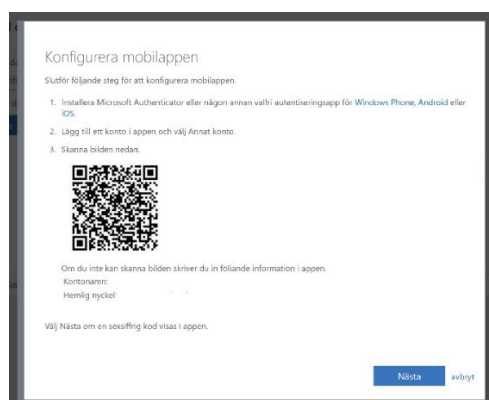 Konfigurera mobilappen
Slutför följande steg för att konfigurera mobilappen.
1. Installera Microsoft Authenticator eller någon annan valfri autentiseringsapp för Windows Phone, Android eller
iOS.
2. Lägg till ett konto i appen och välj Annat konto.
3. Skanna bilden nedan.
Om du inte kan skanna bilden skriver du in följande information i appen.
Kontonamn:
Hemlig nyckel:
Välj Nästa om en sexsiffrig kod visas i appen.
Nästa avbryt